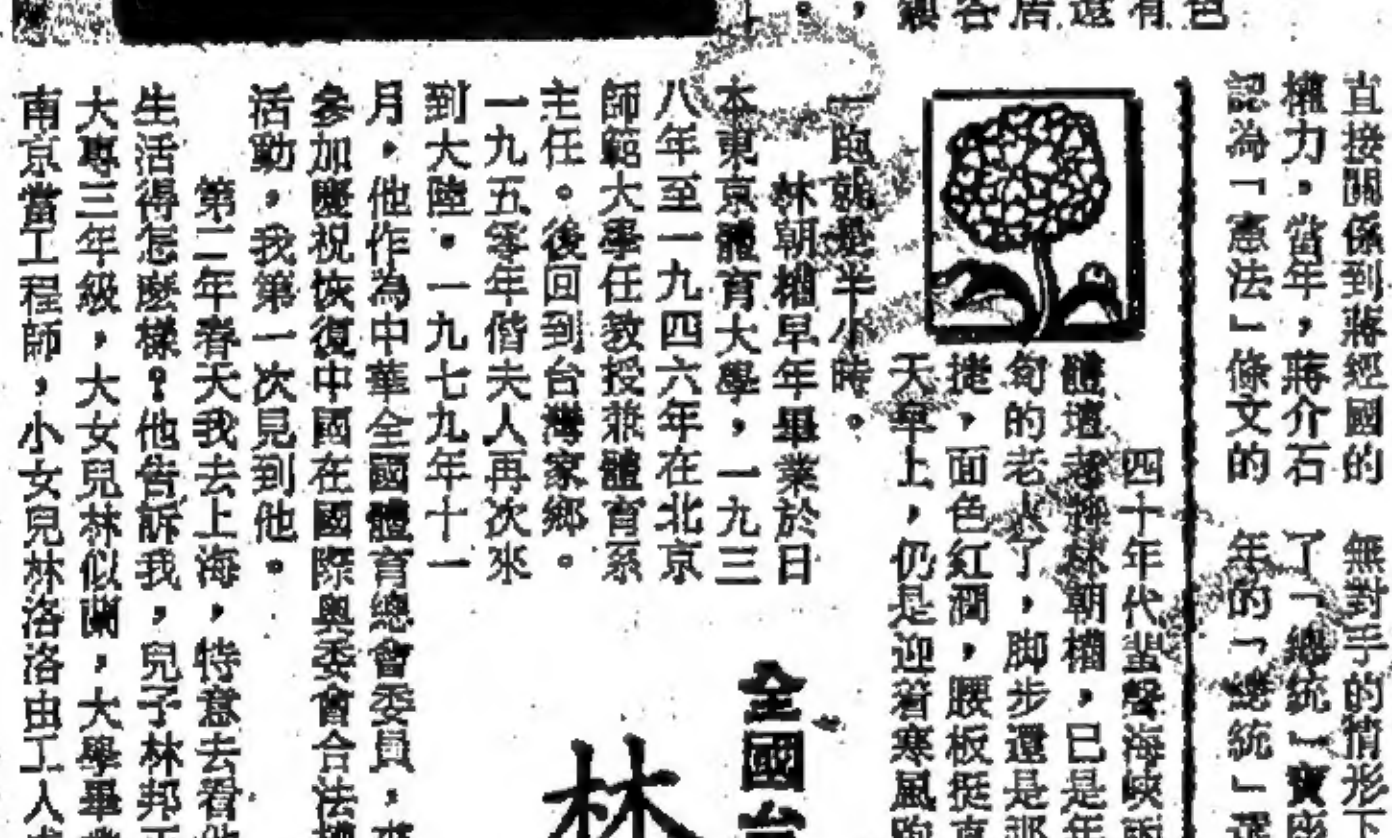 鎮客居還有色
直接關係到蔣經國的
權力。當年,蔣介石
記為「憲法」條文的
無對手的情形下
了「總統」寶座
年的「總統」選
四十年代蜚聲海峽
體壇老將林朝權,已是年
旬的老人了,脚步還是那
捷,面色紅潤,腰板挺直
天早上,仍是迎着寒風跑
一跑就是半小時。
林朝權早年畢業於日
本東京體育大學,一九三
八年至一九四六年在北京
師範大學任教授兼體育系
主任。後回到台灣家鄉。
一九五零年偕夫人再次來
到大陸。一九七九年十一
月,他作為中華全國體育總會委員,來
參加慶祝恢復中國在國際奧委會合法權
活動,我第一次見到他。
第二年春天我去上海,特意去看他
生活得怎麼樣?他告訴我,兒子林邦
大專三年級,大女兒林似蘭,大學畢業
南京當工程師,小女兒林洛洛由工人
全國台
林